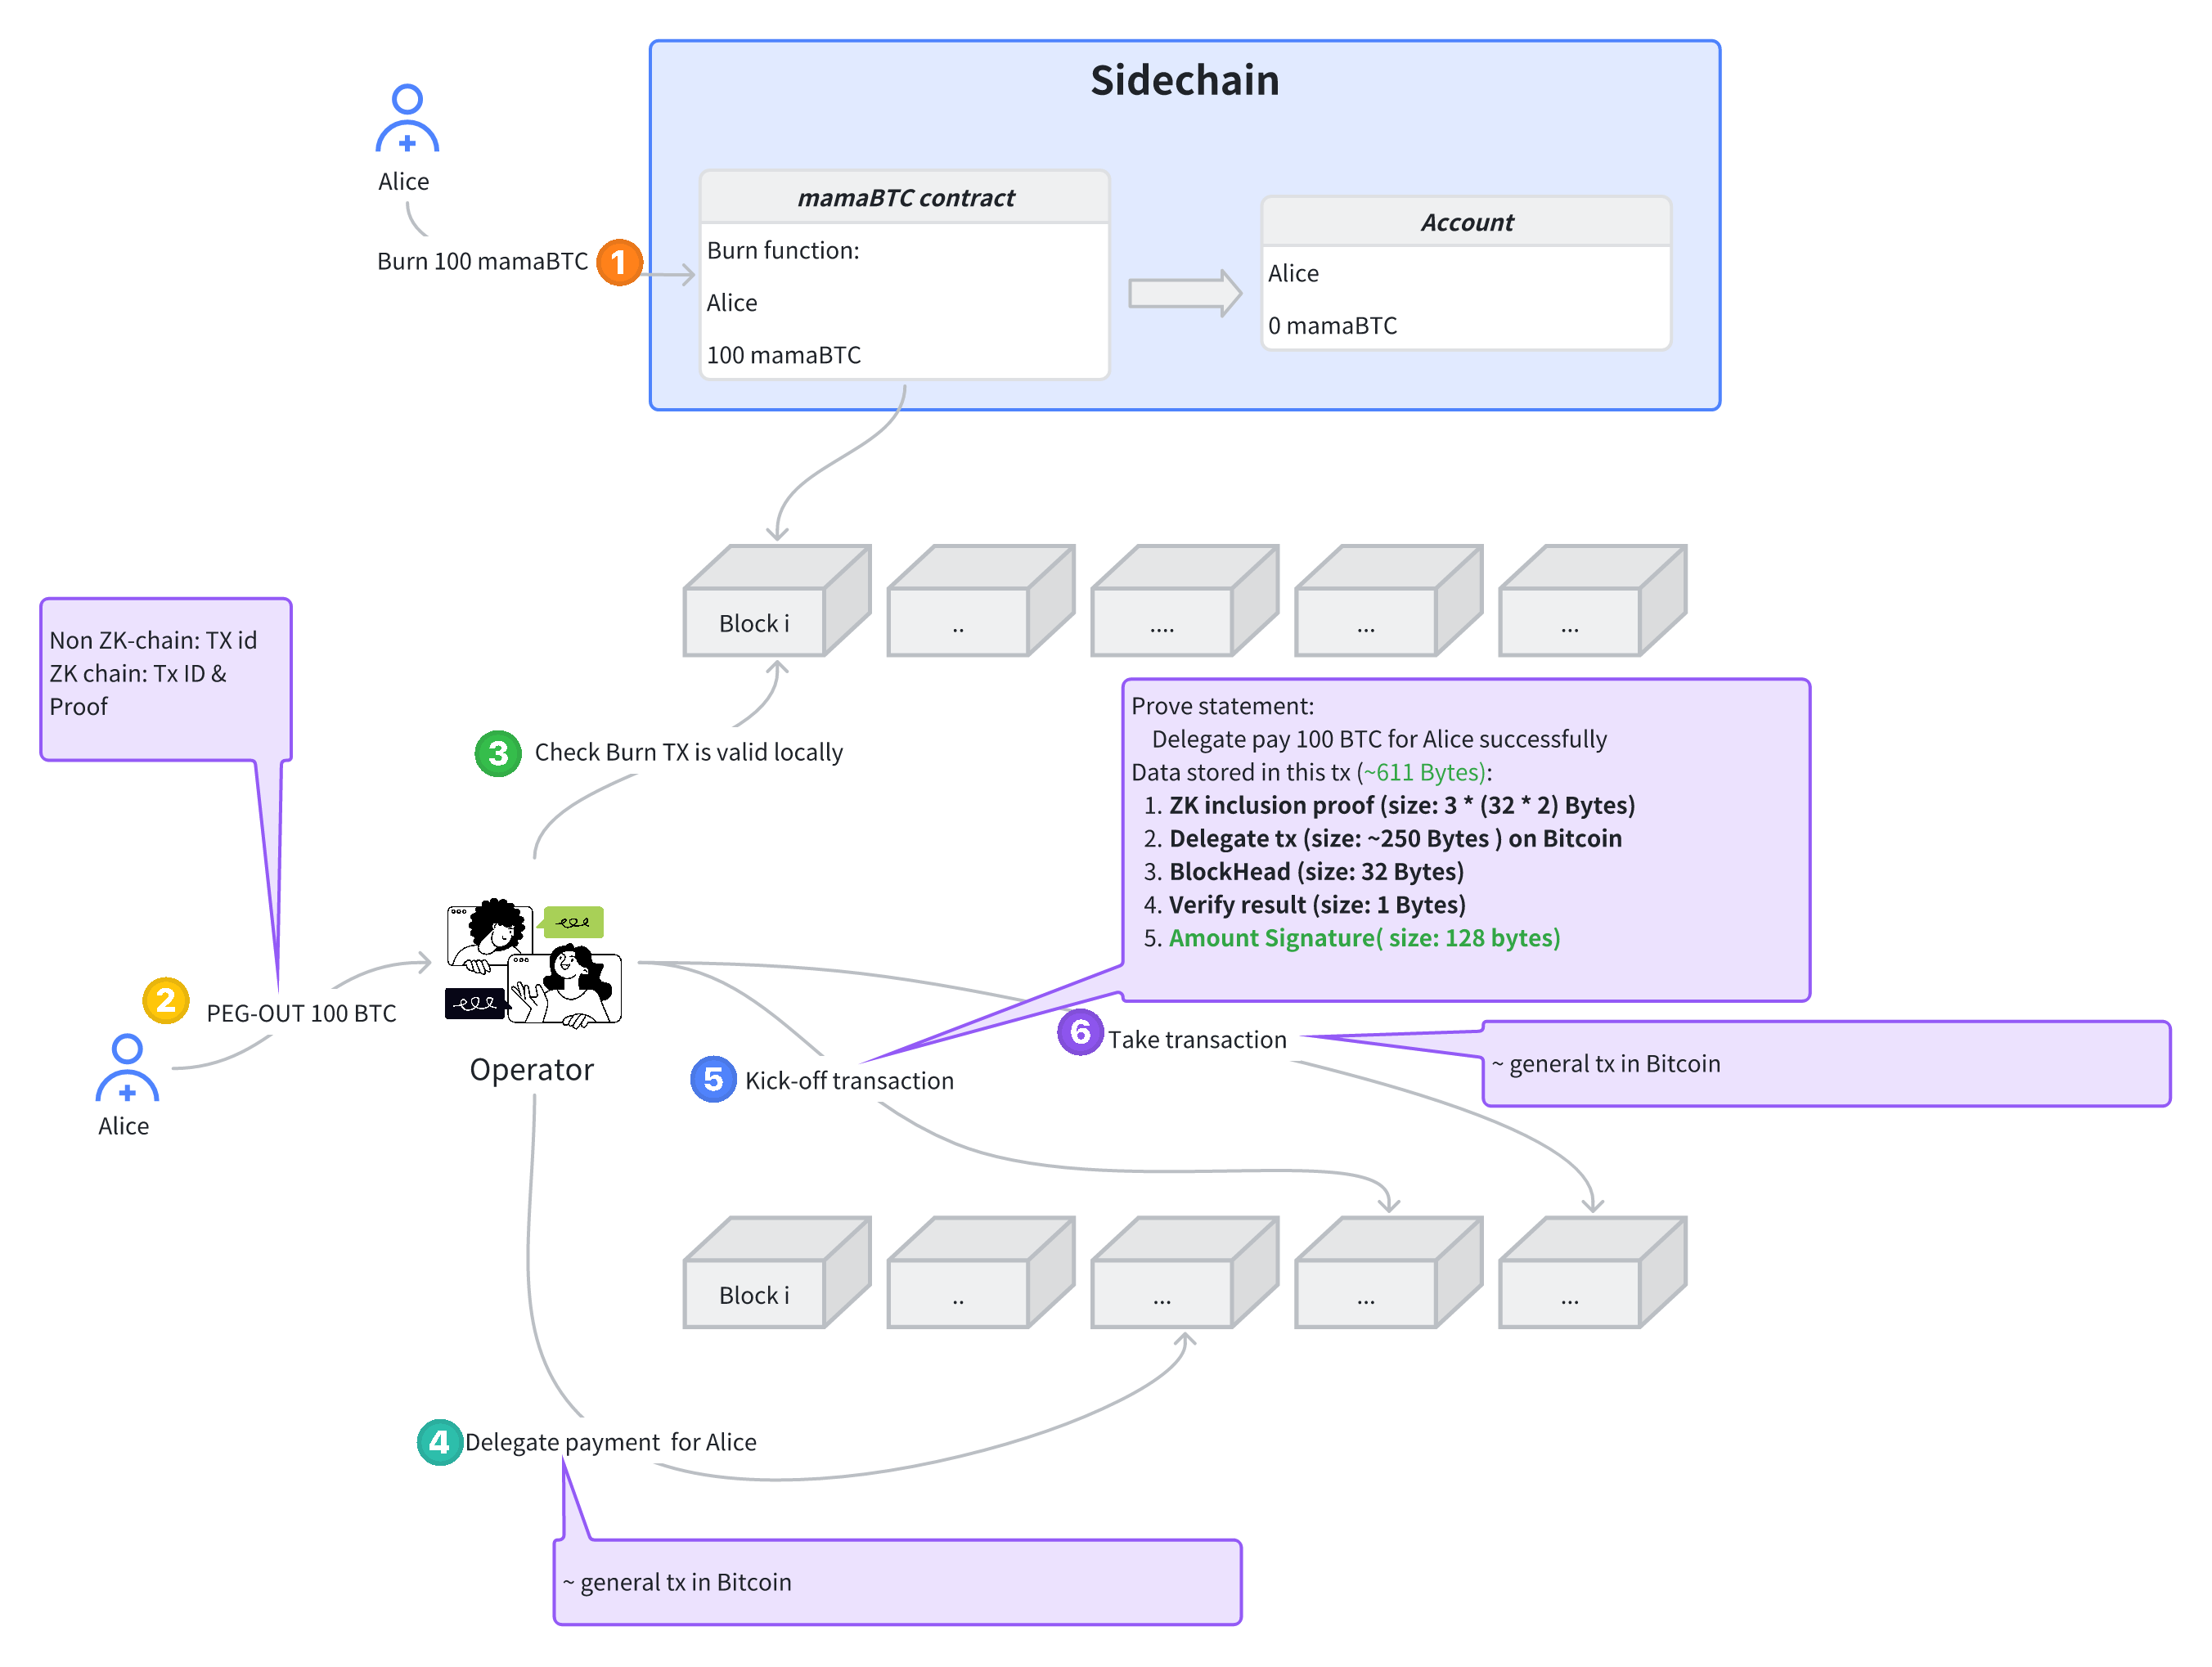 Sidechain
Alice
Burn 100 mamaBTC
1
mamaBTC contract
Burn function:
Alice
100 mamaBTC
Account
Alice
0 mamaBTC
Block i
..
....
...
...
Non ZK-chain: TX id
ZK chain: Tx ID &
Proof
3
Check Burn TX is valid locally
Prove statement:
Delegate pay 100 BTC for Alice successfully
Data stored in this tx (~611 Bytes):
1. ZK inclusion proof (size: 3 * (32 * 2) Bytes)
2. Delegate tx (size: ~250 Bytes ) on Bitcoin
3. BlockHead (size: 32 Bytes)
4. Verify result (size: 1 Bytes)
5. Amount Signature( size: 128 bytes)
2
PEG-OUT 100 BTC
Alice
Operator
6
Take transaction
~ general tx in Bitcoin
5
Kick-off transaction
Block i
..
...
...
...
4
Delegate payment for Alice
~ general tx in Bitcoin